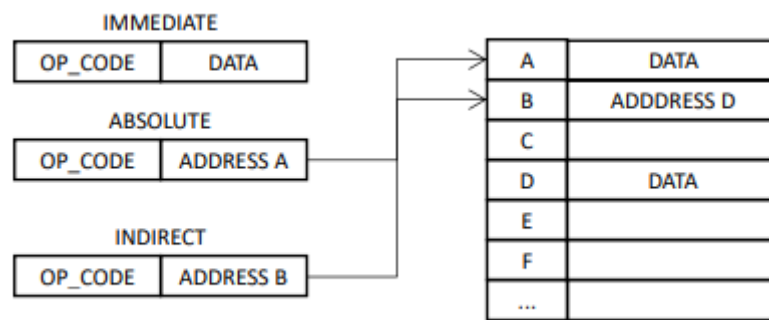 IMMEDIATE
OP_CODE DATA
ABSOLUTE
OP_CODE ADDRESS A
INDIRECT
OP_CODE ADDRESS B
A DATA
B ADDDRESS D
C
D DATA
E
F
...